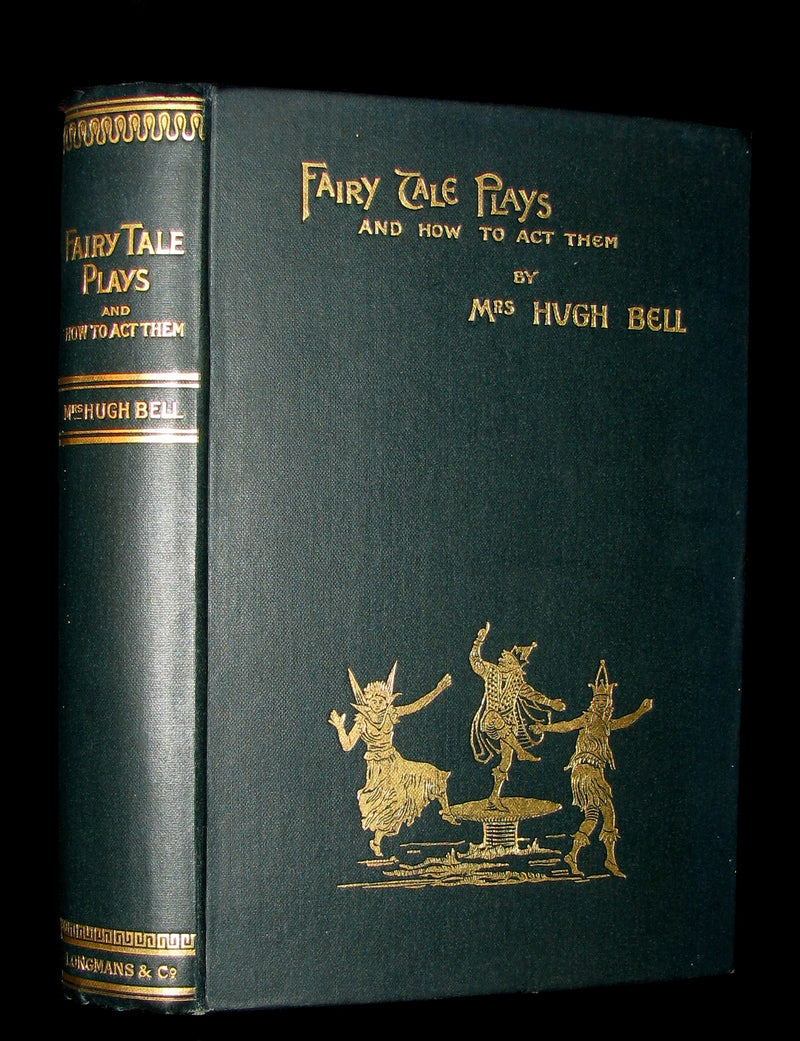 FAIRY TALE
PLAYS
AND
HOW TO ACT THEM
MRS HUGH BELL
LONGMANS & Co
FAIRY TALE PLAYS
AND HOW TO ACT THEM
BY
MRS HUGH BELL